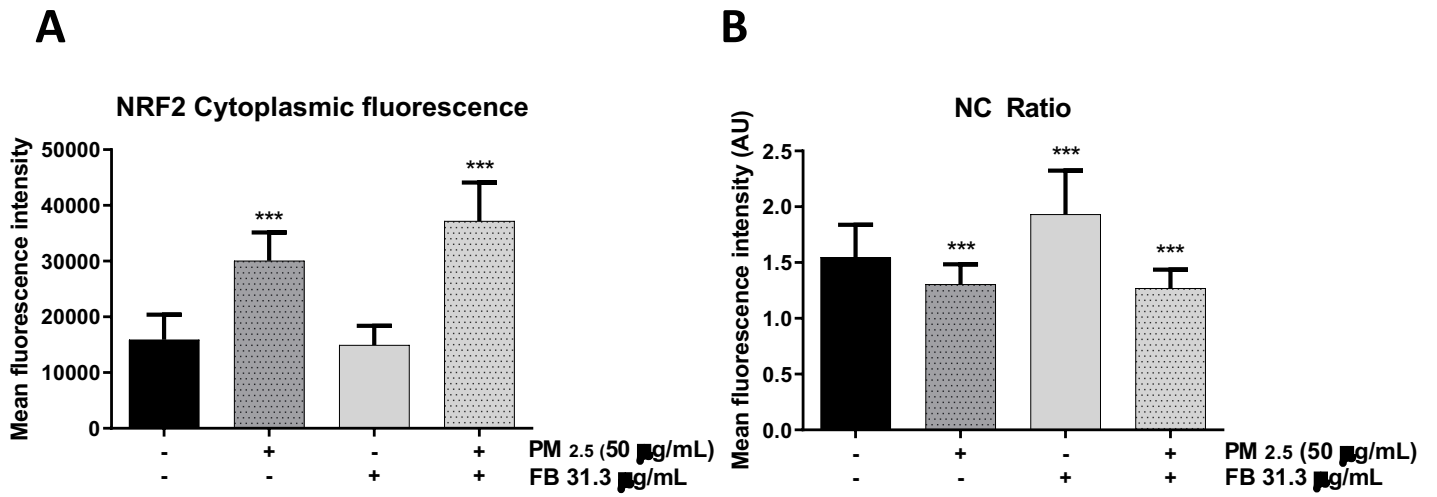 A
NRF2 Cytoplasmic fluorescence
Mean fluorescence intensity
50000
40000
30000
20000
10000
0
***
***
- + - + PM 2.5 (50 µg/mL)
- - + + FB 31.3 µg/mL
B
NC Ratio
Mean fluorescence intensity (AU)
2.5
2.0
1.5
1.0
0.5
0.0
***
***
***
- + - + PM 2.5 (50 µg/mL)
- - + + FB 31.3 µg/mL